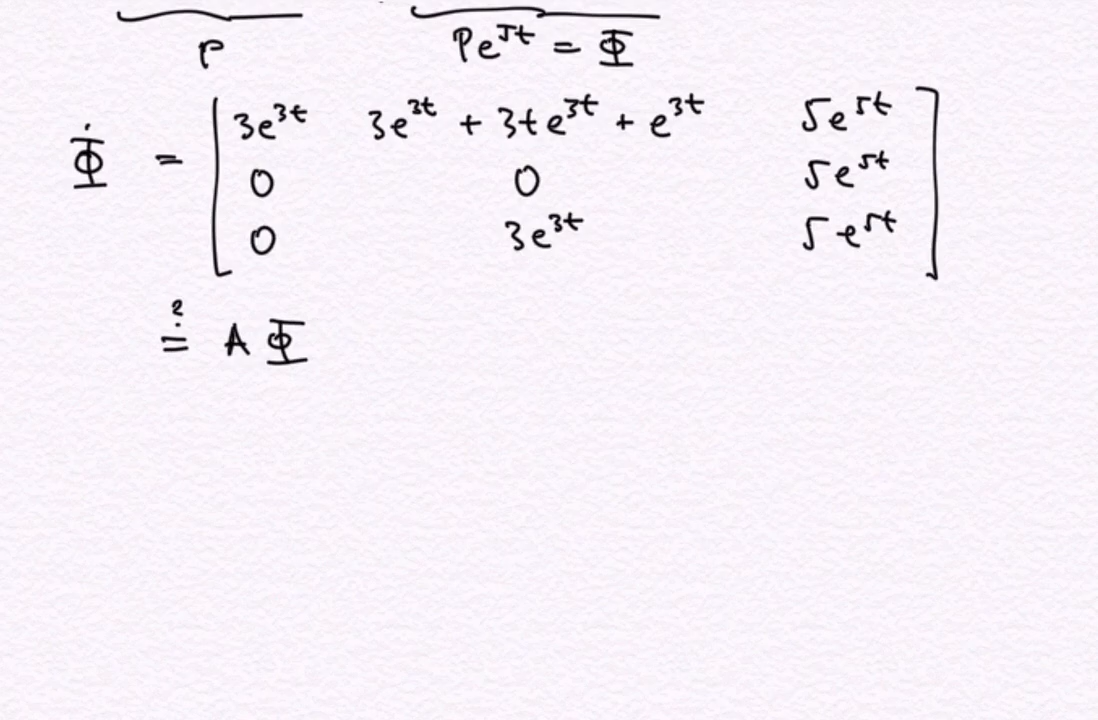 P    Pe^{Jt} = Φ
Φ̇ = [ 3e^{3t}    3e^{3t} + 3te^{3t} + e^{3t}    5e^{5t}
0    0    5e^{5t}
0    3e^{3t}    5e^{5t} ]
≟ A Φ